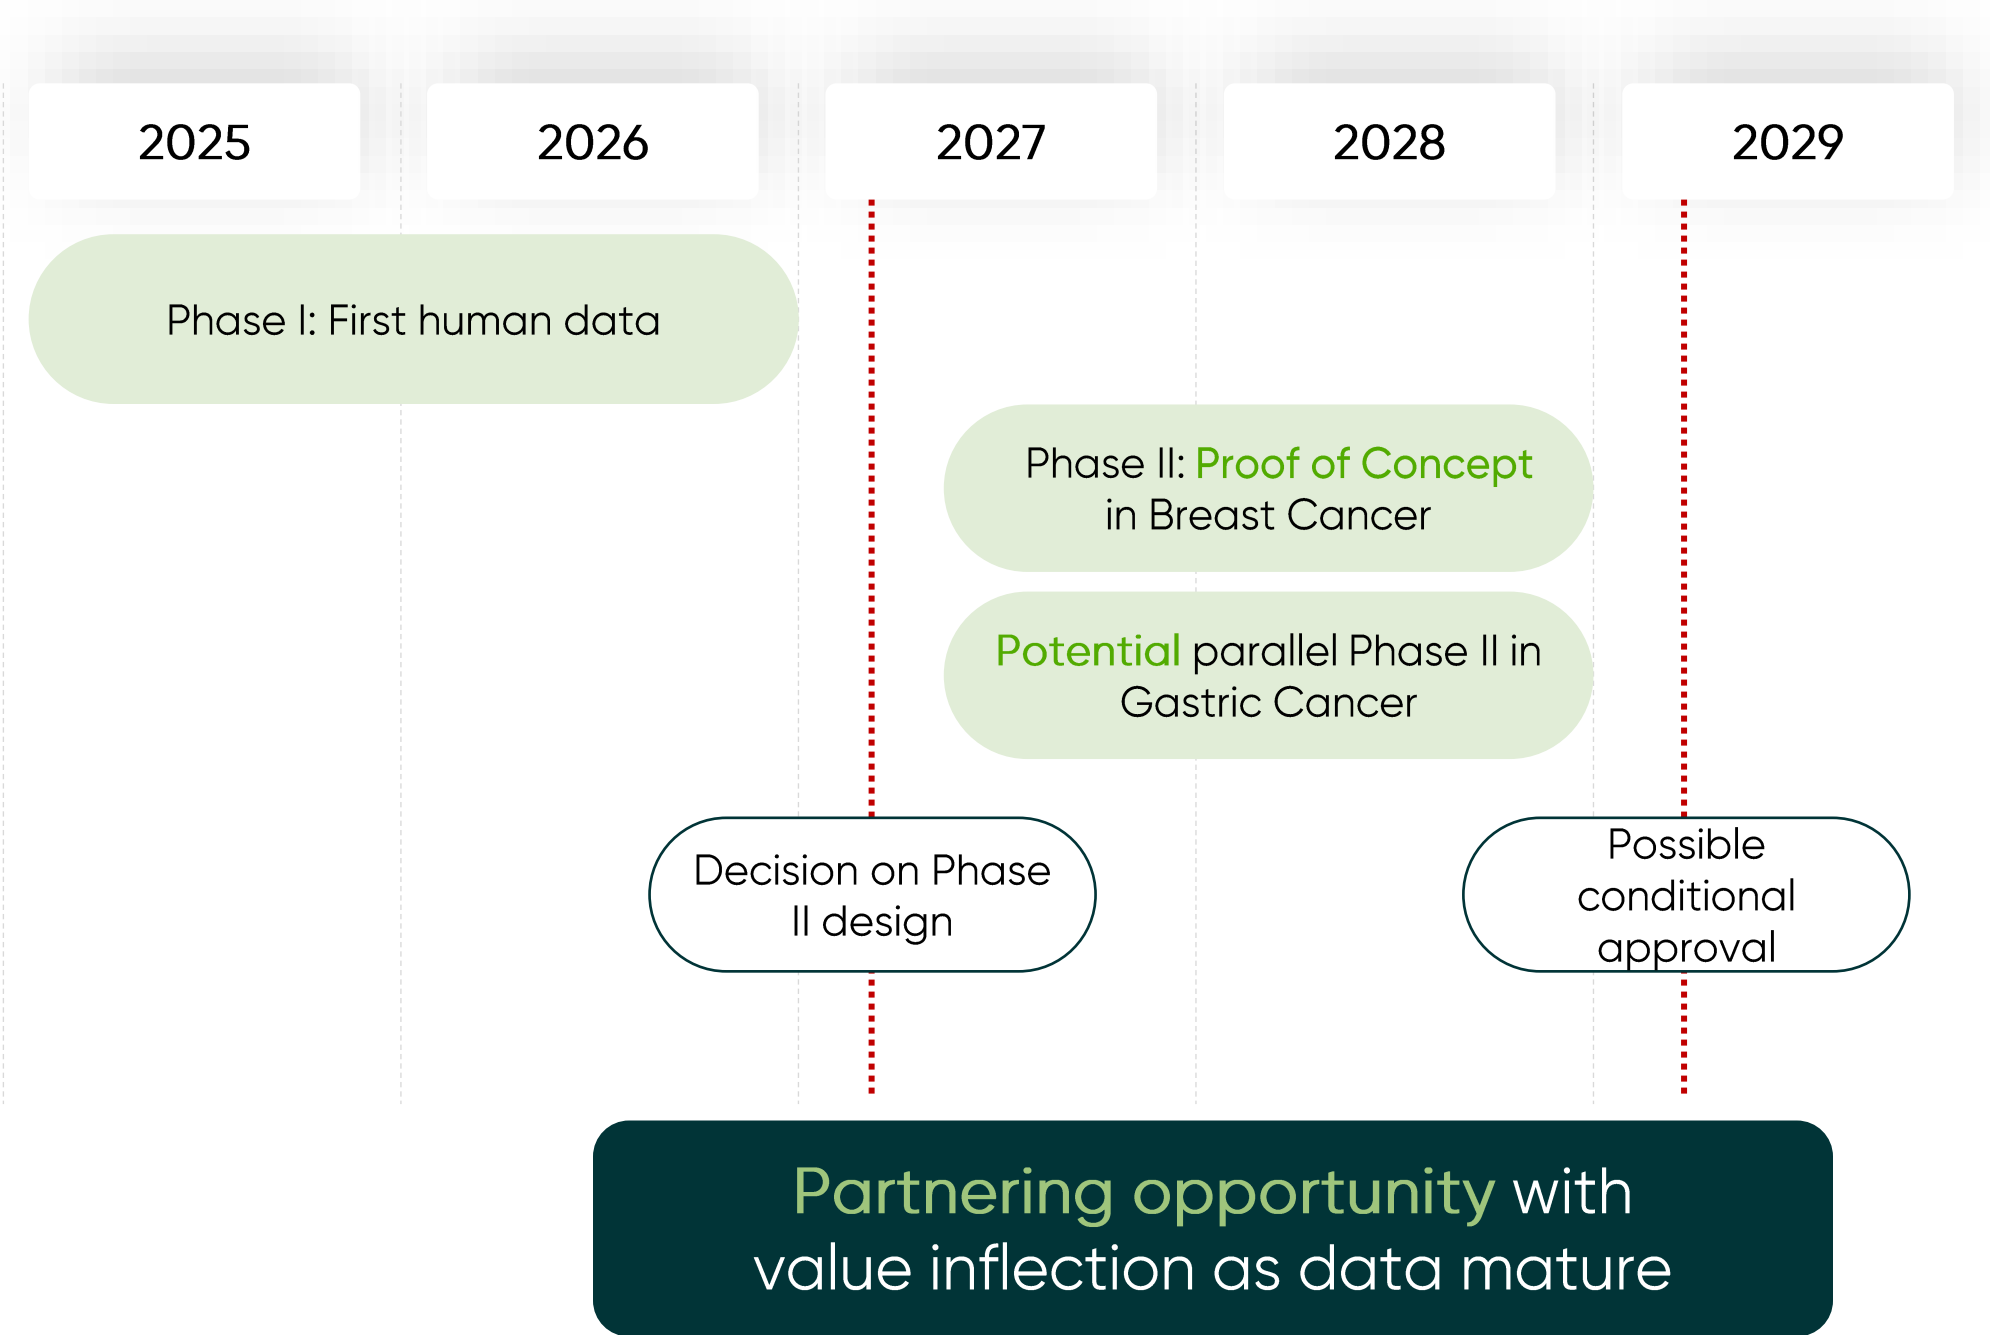 2025
2026
2027
2028
2029
Phase I: First human data
Phase II: Proof of Concept
in Breast Cancer
Potential parallel Phase II in
Gastric Cancer
Decision on Phase
II design
Possible
conditional
approval
Partnering opportunity with
value inflection as data mature